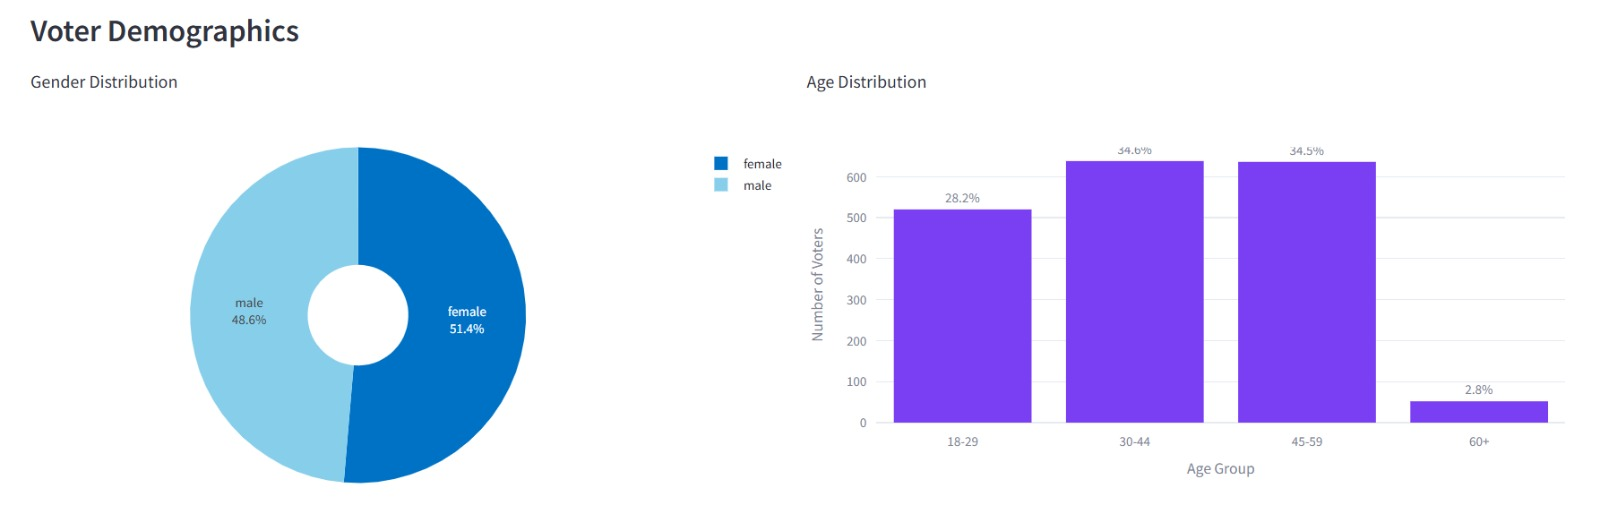 Voter Demographics
Gender Distribution
female
male
male
48.6%
female
51.4%
Age Distribution
34.6%
34.5%
28.2%
2.8%
600
500
400
300
200
100
0
Number of Voters
18-29
30-44
45-59
60+
Age Group